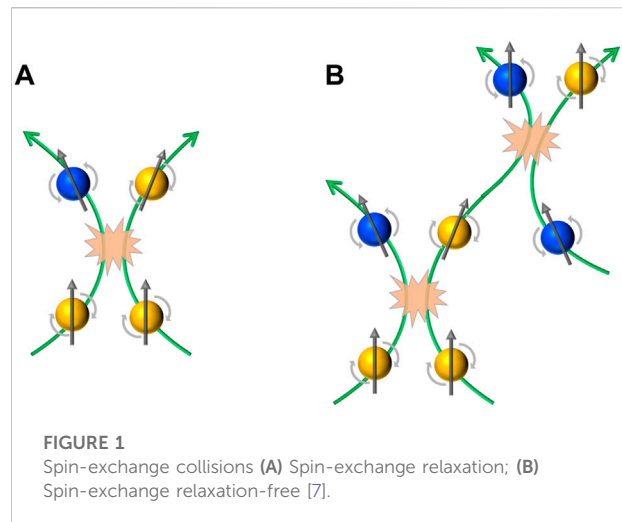 A
B
FIGURE 1
Spin-exchange collisions (A) Spin-exchange relaxation; (B)
Spin-exchange relaxation-free [7].